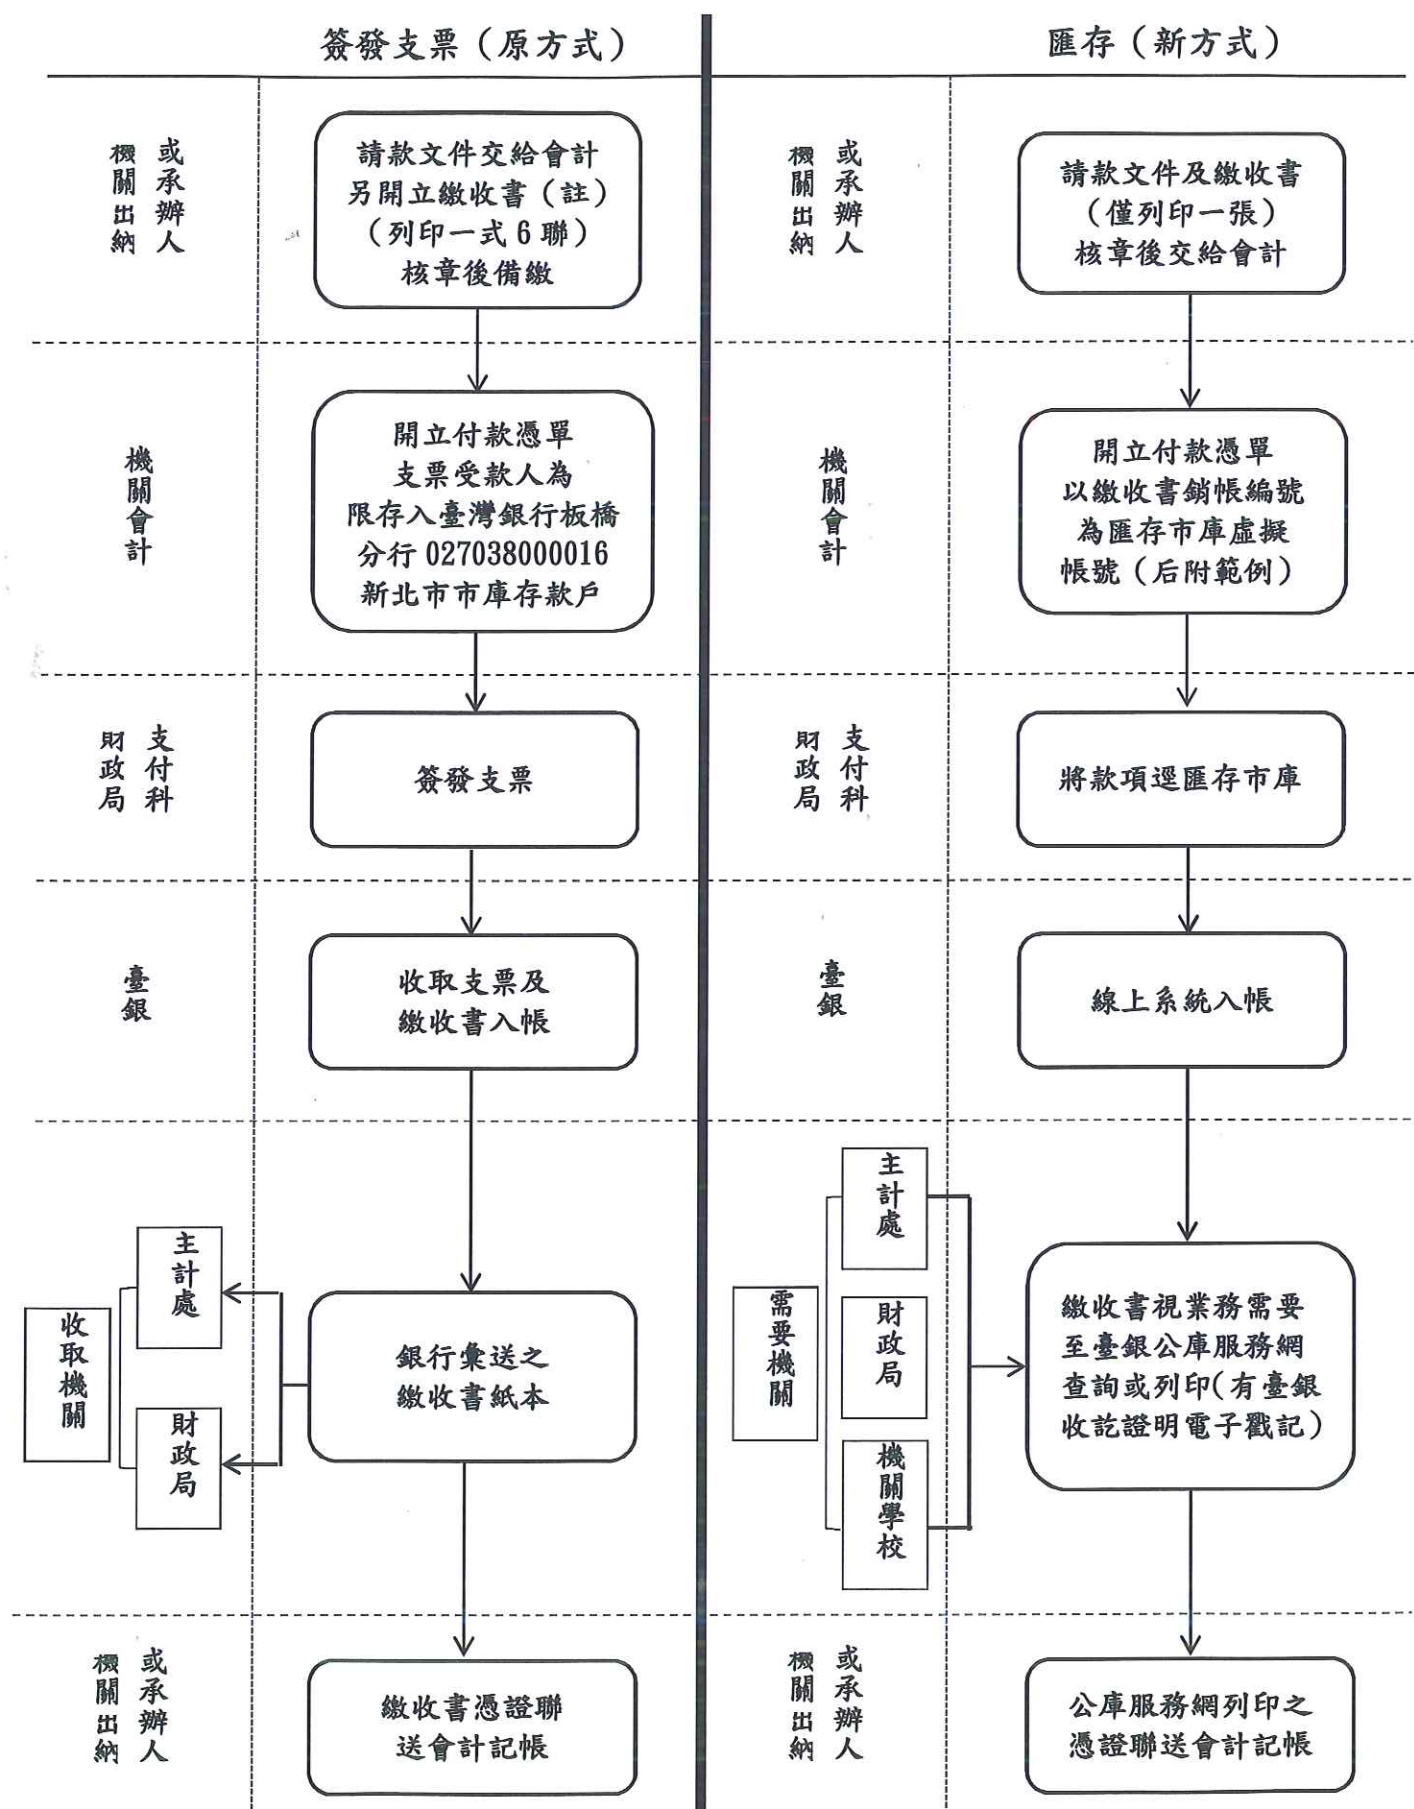 簽發支票（原方式）
機關出納
或承辦人
請款文件交給會計
另開立繳收書（註）
（列印一式6聯）
核章後備繳
機關會計
開立付款憑單
支票受款人為
限存入臺灣銀行板橋
分行027038000016
新北市市庫存款戶
財政局
支付科
簽發支票
臺銀
收取支票及
繳收書入帳
收取機關
主計處
財政局
銀行彙送之
繳收書紙本
機關出納
或承辦人
繳收書憑證聯
送會計記帳
匯存（新方式）
機關出納
或承辦人
請款文件及繳收書
（僅列印一張）
核章後交給會計
機關會計
開立付款憑單
以繳收書銷帳編號
為匯存市庫虛擬
帳號（后附範例）
財政局
支付科
將款項逕匯存市庫
臺銀
線上系統入帳
需要機關
主計處
財政局
機關學校
繳收書視業務需要
至臺銀公庫服務網
查詢或列印（有臺銀
收訖證明電子戳記）
機關出納
或承辦人
公庫服務網列印之
憑證聯送會計記帳